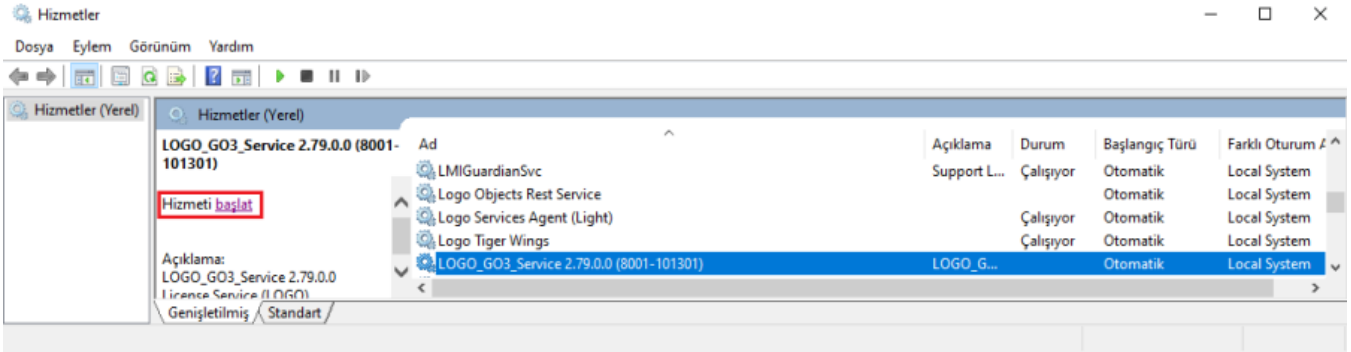 Hizmetler
Dosya Eylem Görünüm Yardım
Hizmetler (Yerel)
Hizmetler (Yerel)
LOGO_GO3_Service 2.79.0.0 (8001-
101301)
Hizmeti başlat
Açıklama:
LOGO_GO3_Service 2.79.0.0
License Service (LOGO)
Ad Açıklama Durum Başlangıç Türü Farklı Oturum A
LMIGuardianSvc Support L... Çalışıyor Otomatik Local System
Logo Objects Rest Service Otomatik Local System
Logo Services Agent (Light) Çalışıyor Otomatik Local System
Logo Tiger Wings Çalışıyor Otomatik Local System
LOGO_GO3_Service 2.79.0.0 (8001-101301) LOGO_G... Otomatik Local System
Genişletilmiş Standart